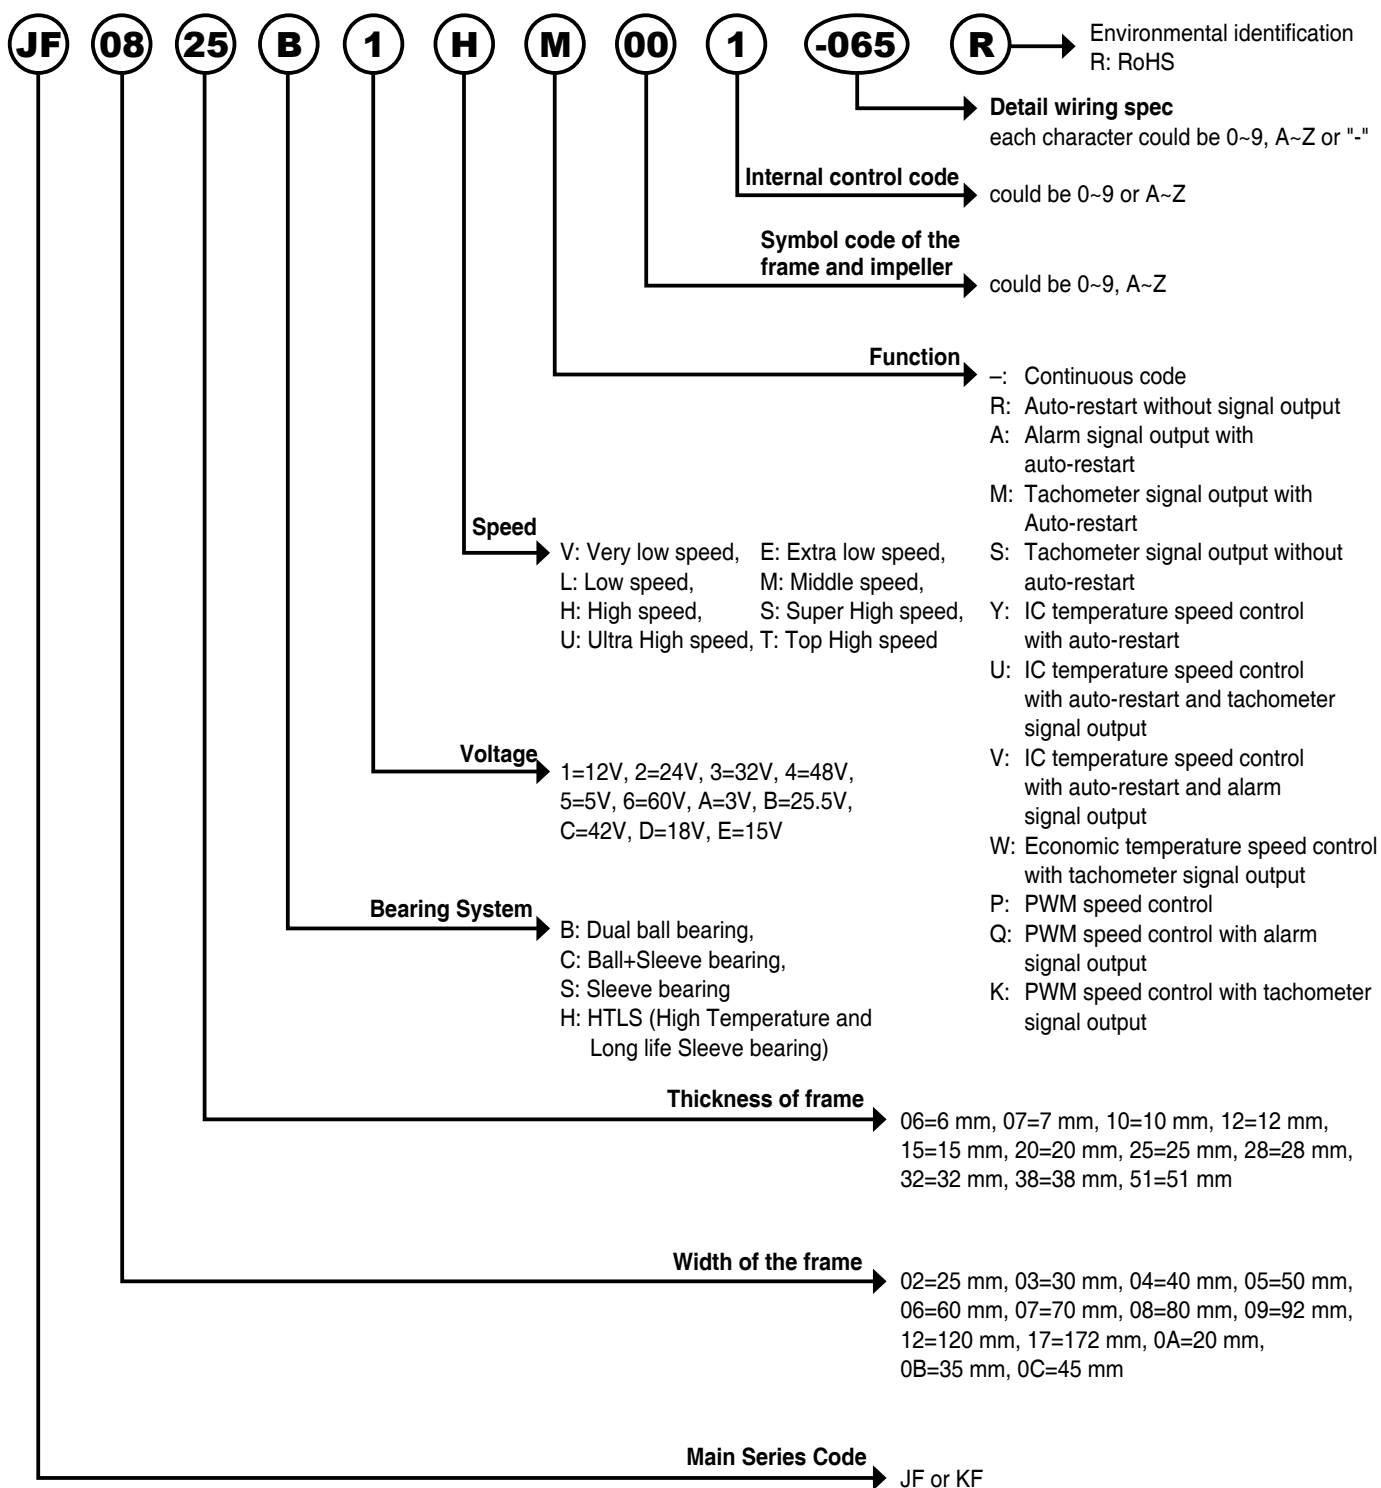 JF 08 25 B 1 H M 00 1 -065 R
Environmental identification
R: RoHS
Detail wiring spec
each character could be 0~9, A~Z or "-"
Internal control code
could be 0~9 or A~Z
Symbol code of the
frame and impeller
could be 0~9, A~Z
Function
–: Continuous code
R: Auto-restart without signal output
A: Alarm signal output with
auto-restart
M: Tachometer signal output with
Auto-restart
S: Tachometer signal output without
auto-restart
Y: IC temperature speed control
with auto-restart
U: IC temperature speed control
with auto-restart and tachometer
signal output
V: IC temperature speed control
with auto-restart and alarm
signal output
W: Economic temperature speed control
with tachometer signal output
P: PWM speed control
Q: PWM speed control with alarm
signal output
K: PWM speed control with tachometer
signal output
Speed
V: Very low speed, E: Extra low speed,
L: Low speed, M: Middle speed,
H: High speed, S: Super High speed,
U: Ultra High speed, T: Top High speed
Voltage
1=12V, 2=24V, 3=32V, 4=48V,
5=5V, 6=60V, A=3V, B=25.5V,
C=42V, D=18V, E=15V
Bearing System
B: Dual ball bearing,
C: Ball+Sleeve bearing,
S: Sleeve bearing
H: HTLS (High Temperature and
Long life Sleeve bearing)
Thickness of frame
06=6 mm, 07=7 mm, 10=10 mm, 12=12 mm,
15=15 mm, 20=20 mm, 25=25 mm, 28=28 mm,
32=32 mm, 38=38 mm, 51=51 mm
Width of the frame
02=25 mm, 03=30 mm, 04=40 mm, 05=50 mm,
06=60 mm, 07=70 mm, 08=80 mm, 09=92 mm,
12=120 mm, 17=172 mm, 0A=20 mm,
0B=35 mm, 0C=45 mm
Main Series Code
JF or KF